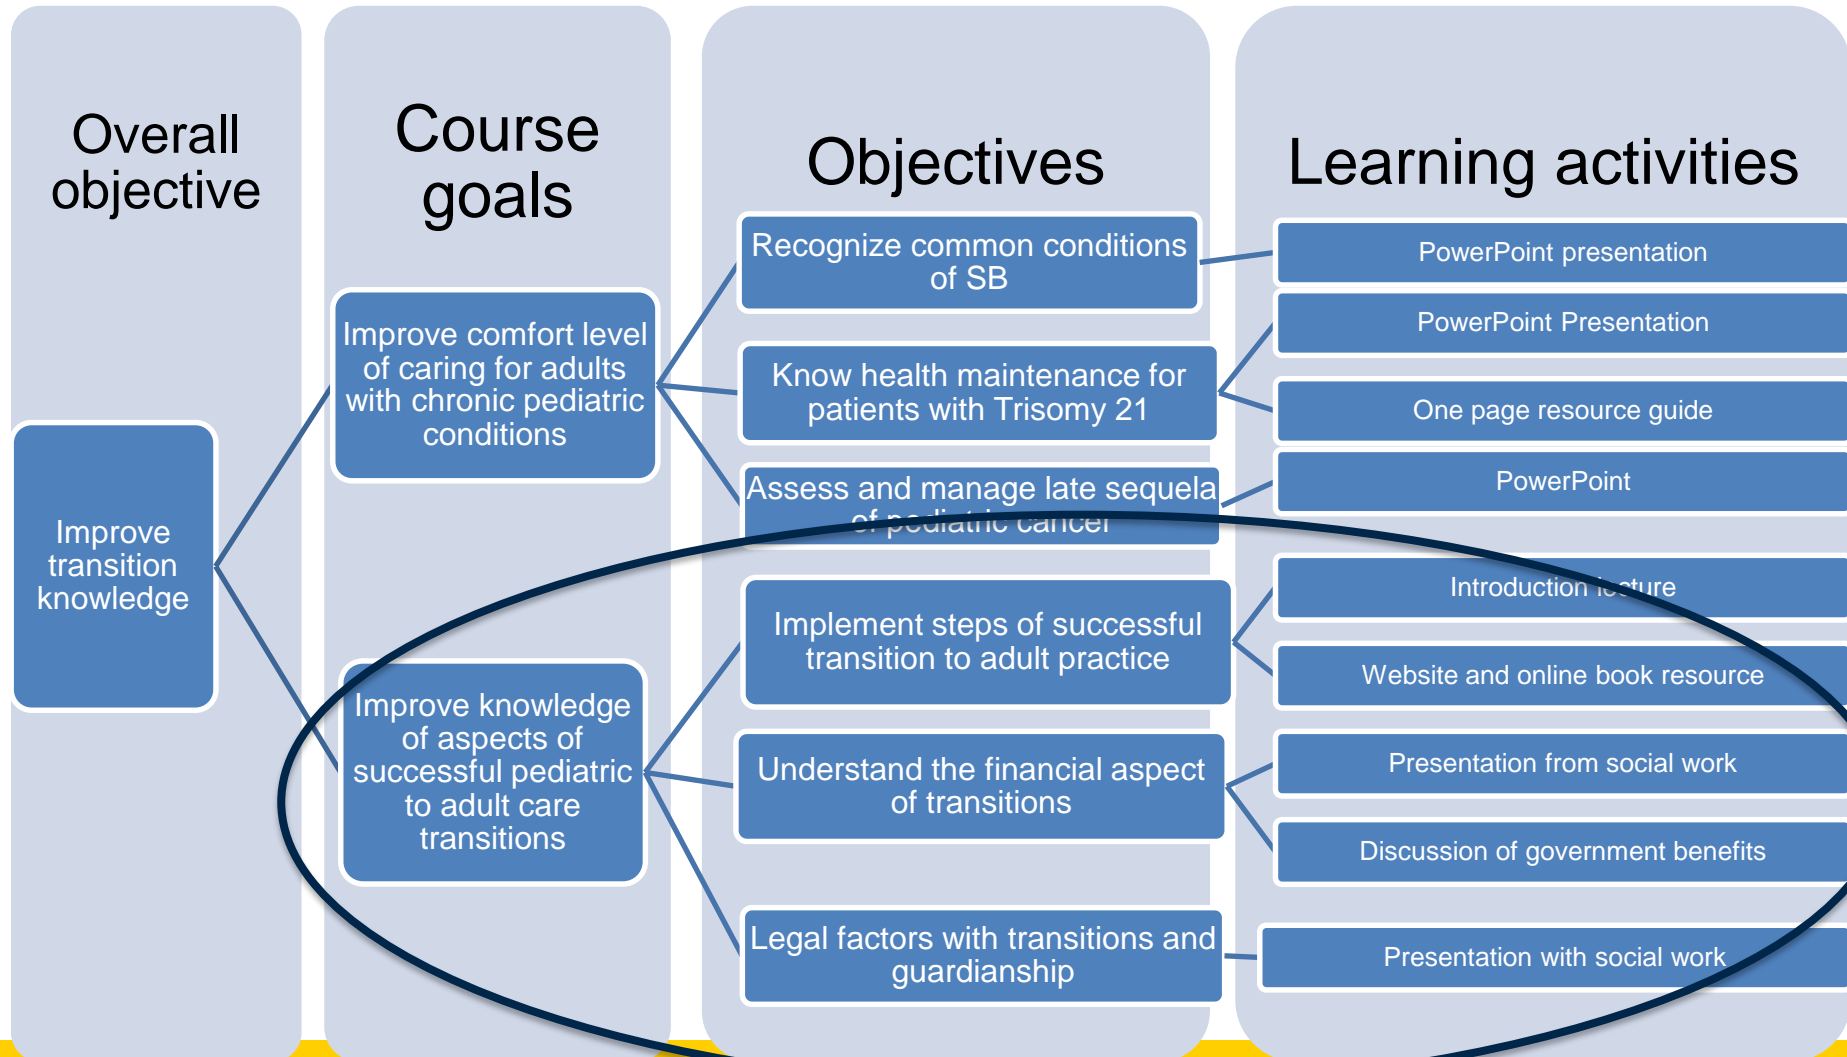 Overall
objective
Course
goals
Objectives
Learning activities
Improve
transition
knowledge
Improve comfort level
of caring for adults
with chronic pediatric
conditions
Improve knowledge
of aspects of
successful pediatric
to adult care
transitions
Recognize common conditions
of SB
Know health maintenance for
patients with Trisomy 21
Assess and manage late sequela
of pediatric cancer
Implement steps of successful
transition to adult practice
Understand the financial aspect
of transitions
Legal factors with transitions and
guardianship
PowerPoint presentation
PowerPoint Presentation
One page resource guide
PowerPoint
Introduction lecture
Website and online book resource
Presentation from social work
Discussion of government benefits
Presentation with social work